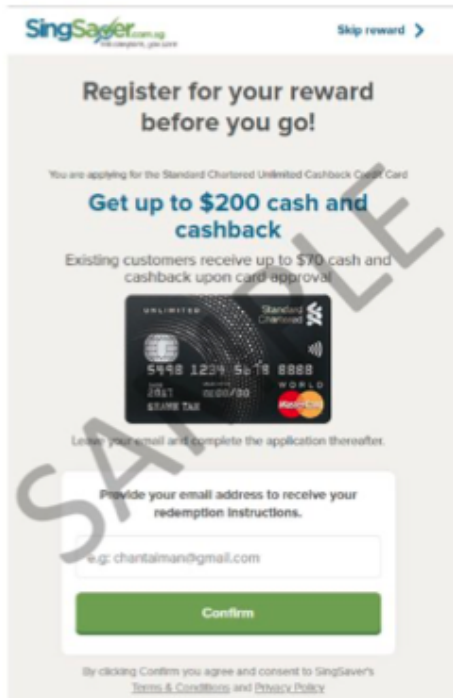 SingSaver.com.sg
Skip reward
Register for your reward
before you go!
You are applying for the Standard Chartered Unlimited Cashback Credit Card
Get up to $200 cash and
cashback
Existing customers receive up to $70 cash and
cashback upon card approval
UNLIMITED
Standard
Chartered
5498 1234 5678 8888
2017 00/00
WORLD
MasterCard
Leave your email and complete the application thereafter.
Provide your email address to receive your
redemption instructions.
e.g: chantaiman@gmail.com
Confirm
By clicking Confirm you agree and consent to SingSaver's
Terms & Conditions and Privacy Policy
SAMPLE